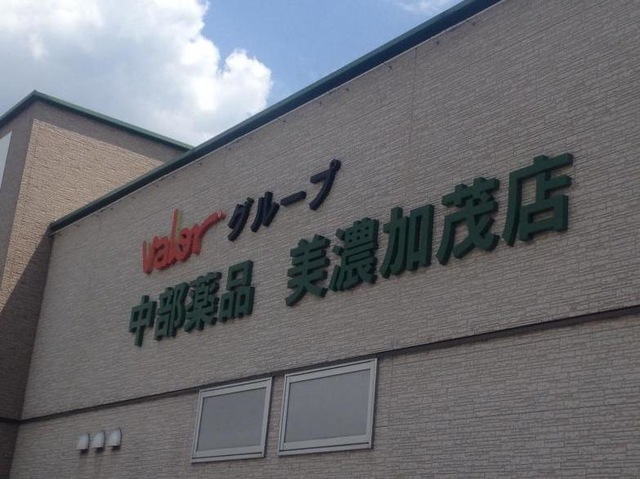 valor グループ
中部薬品 美濃加茂店